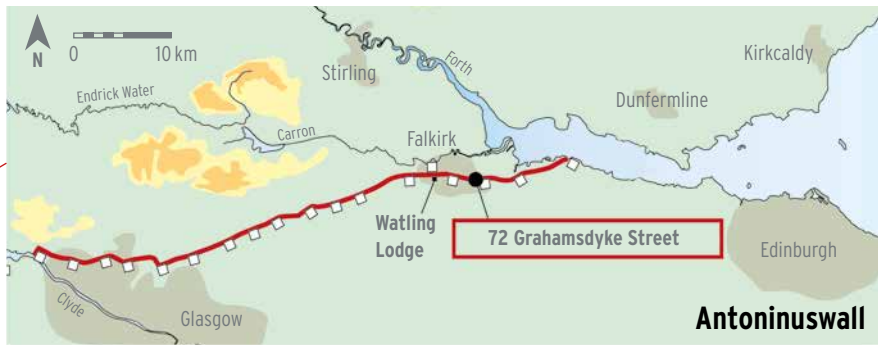 N
0 10 km
Stirling
Forth
Kirkcaldy
Endrick Water
Dunfermline
Carron
Falkirk
Watling
Lodge
72 Grahamsdyke Street
Edinburgh
Clyde
Glasgow
Antoninuswall